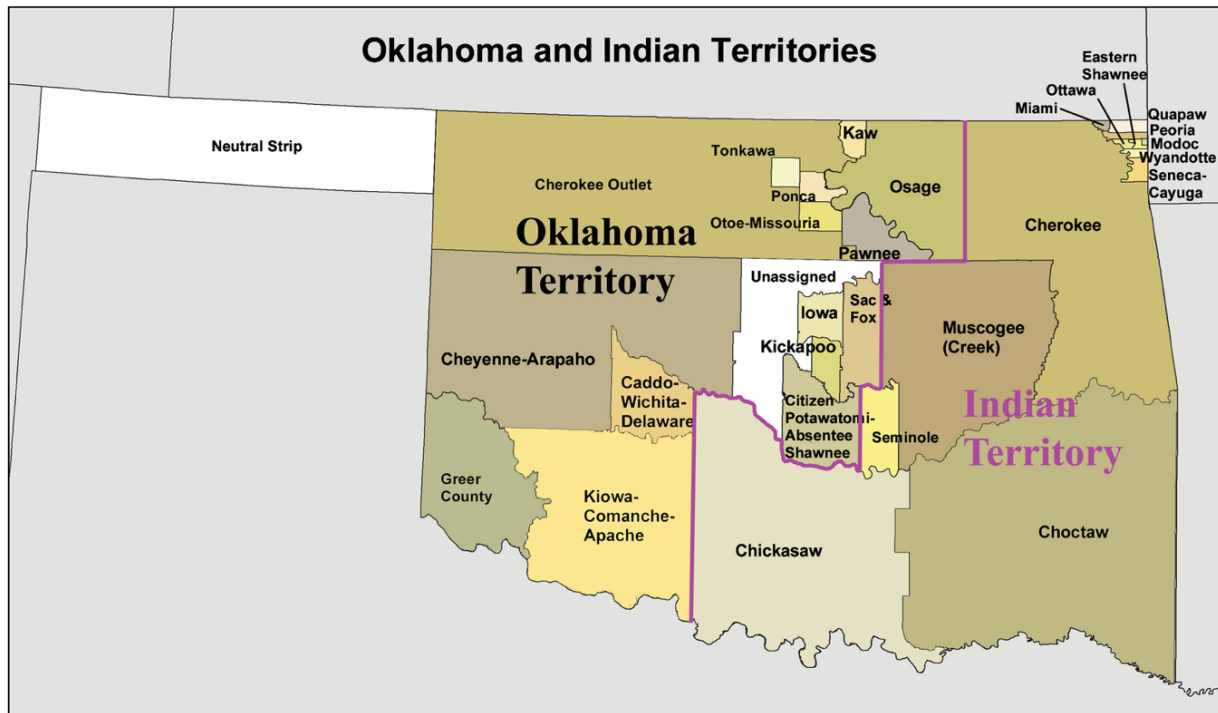 Oklahoma and Indian Territories
Eastern
Shawnee
Ottawa
Miami
Quapaw
Peoria
Modoc
Wyandotte
Seneca-
Cayuga
Neutral Strip
Kaw
Tonkawa
Cherokee Outlet
Ponca
Osage
Otoe-Missouria
Cherokee
Oklahoma
Territory
Pawnee
Unassigned
Iowa
Sac &
Fox
Muscogee
(Creek)
Kickapoo
Cheyenne-Arapaho
Caddo-
Wichita-
Delaware
Citizen
Potawatomi-
Absentee
Shawnee
Seminole
Indian
Territory
Greer
County
Kiowa-
Comanche-
Apache
Chickasaw
Choctaw